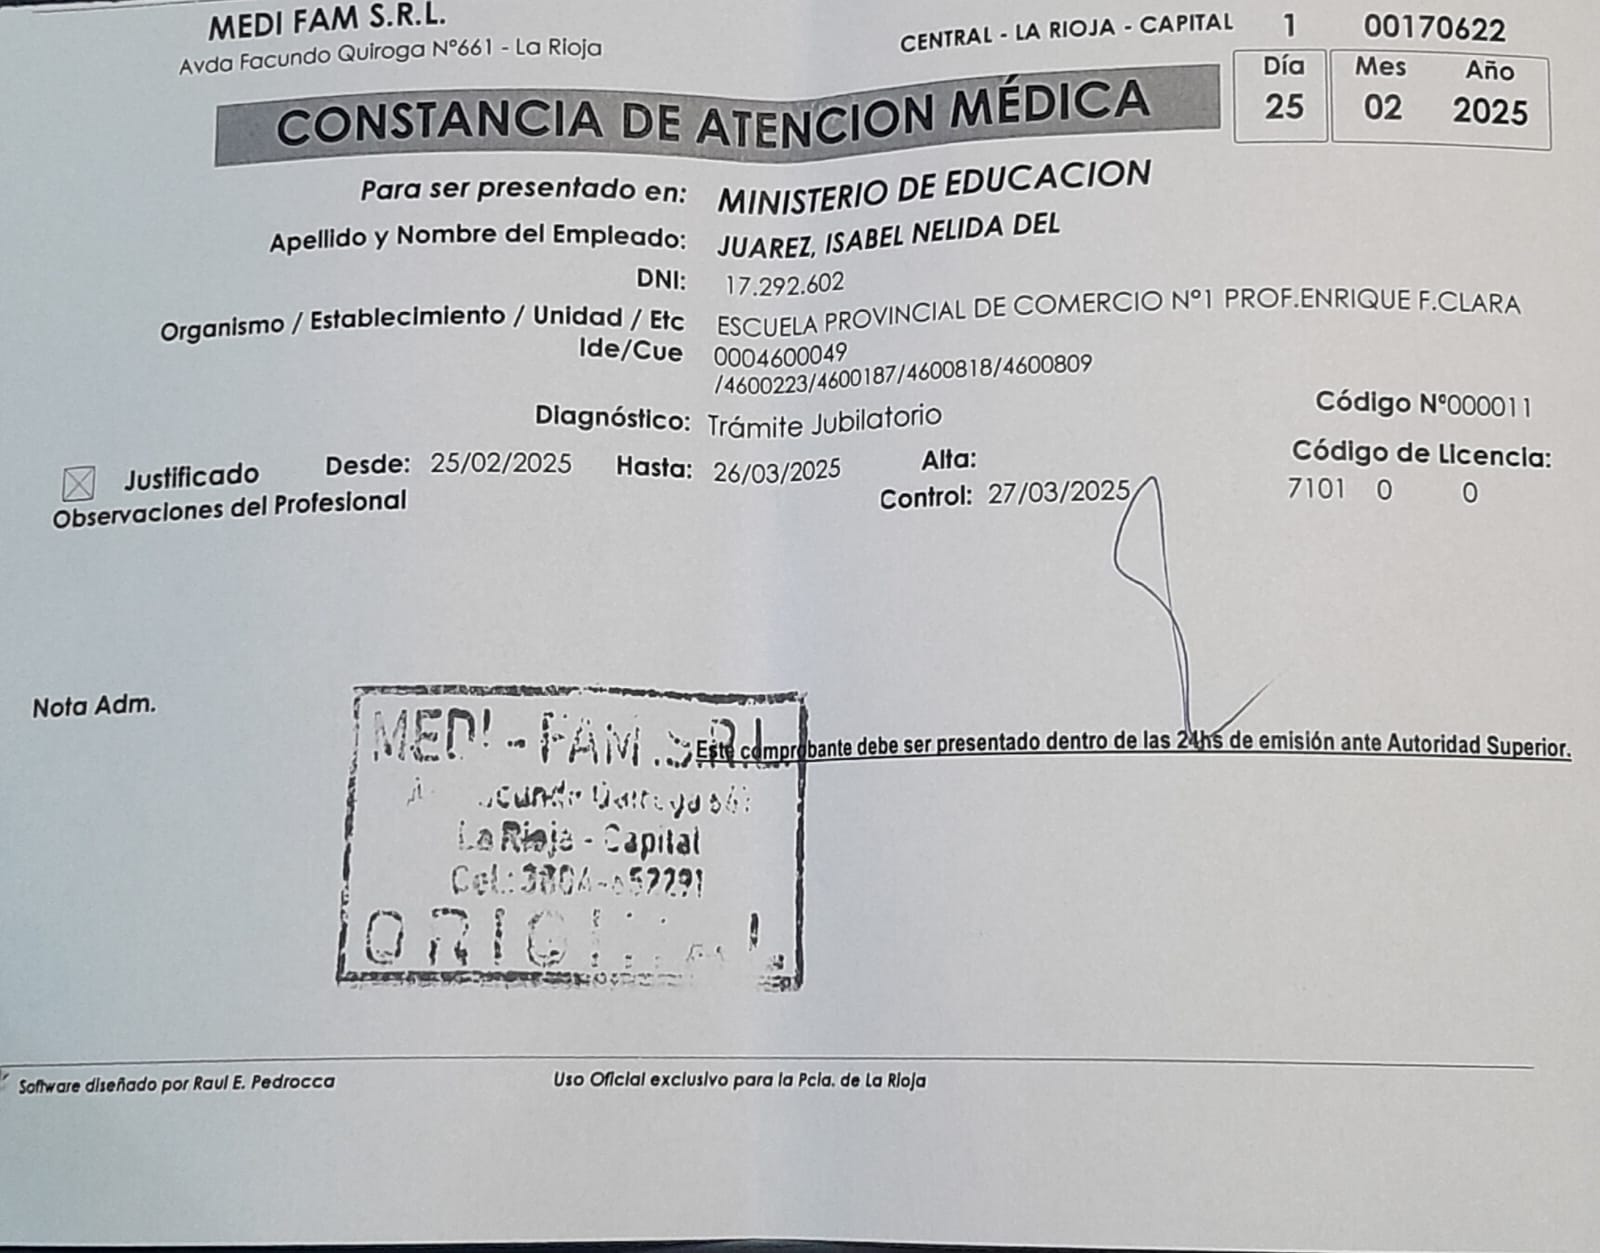 MEDI FAM S.R.L.
Avda Facundo Quiroga Nº661 - La Rioja
CENTRAL - LA RIOJA - CAPITAL 1 00170622
Día Mes Año
25 02 2025
CONSTANCIA DE ATENCION MÉDICA
Para ser presentado en: MINISTERIO DE EDUCACION
Apellido y Nombre del Empleado: JUAREZ, ISABEL NELIDA DEL
DNI: 17.292.602
Organismo / Establecimiento / Unidad / Etc ESCUELA PROVINCIAL DE COMERCIO Nº1 PROF.ENRIQUE F.CLARA
Ide/Cue 0004600049
/4600223/4600187/4600818/4600809
Diagnóstico: Trámite Jubilatorio
Código Nº000011
Justificado Desde: 25/02/2025 Hasta: 26/03/2025 Alta:
Código de Licencia:
Control: 27/03/2025
7101 0 0
Observaciones del Profesional
Nota Adm.
MEDI-FAM.S.R.L
Este comprobante debe ser presentado dentro de las 24hs de emisión ante Autoridad Superior.
La Rioja - Capital
Cel.:
Software diseñado por Raul E. Pedrocca
Uso Oficial exclusivo para la Pcia. de La Rioja